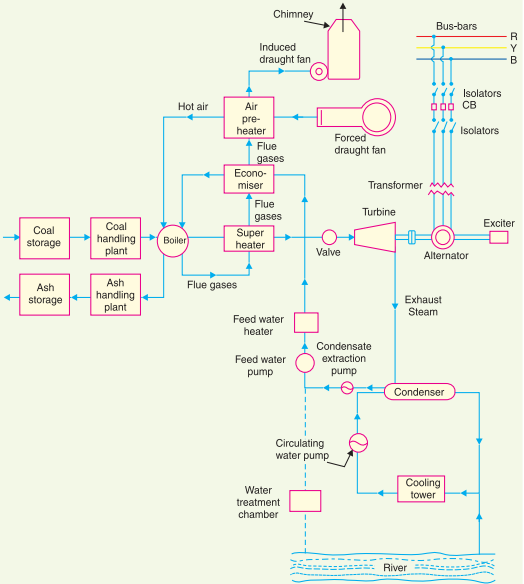 Chimney
Bus-bars
R
Y
B
Induced
draught fan
Isolators
CB
Isolators
Hot air
Air
pre-
heater
Forced
draught fan
Flue
gases
Econo-
miser
Flue
gases
Transformer
Turbine
Coal
storage
Coal
handling
plant
Boiler
Super
heater
Valve
Alternator
Exciter
Ash
storage
Ash
handling
plant
Flue gases
Exhaust
Steam
Feed water
heater
Feed water
pump
Condensate
extraction
pump
Condenser
Circulating
water pump
Cooling
tower
Water
treatment
chamber
River